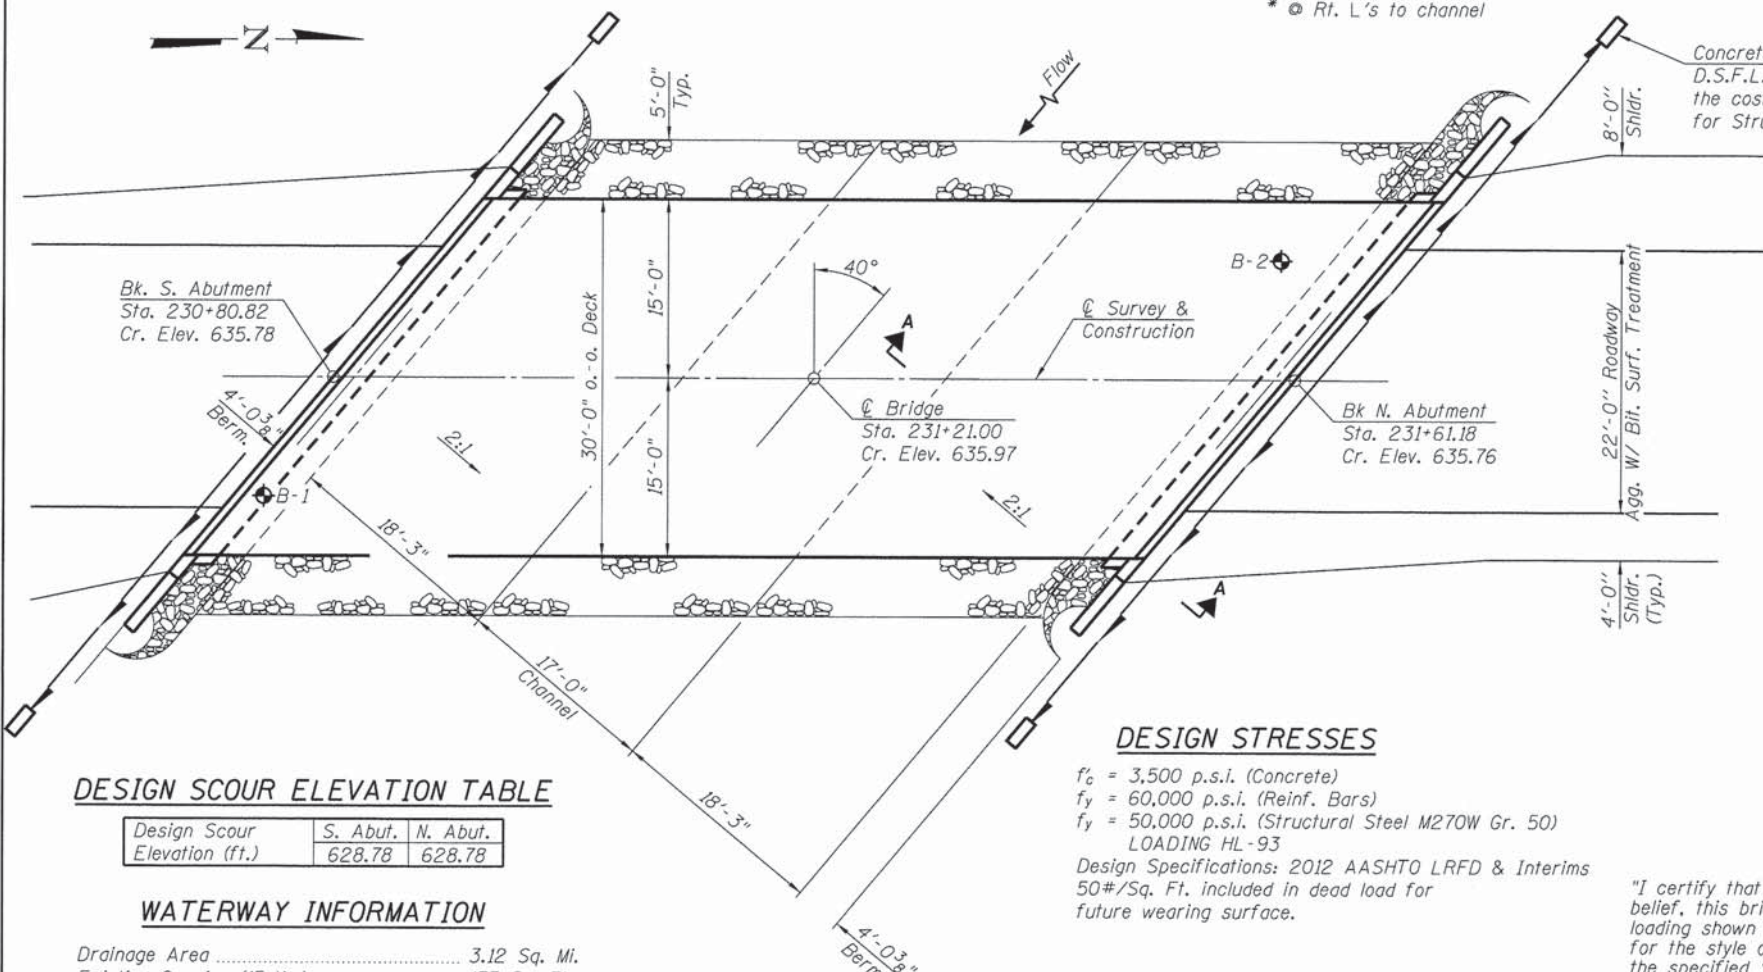 * @ Rt. L's to channel
N
Flow
5'-0"
Typ.
8'-0"
Shldr.
D.S.F.L.
the cos
for Stru
Bk. S. Abutment
Sta. 230+80.82
Cr. Elev. 635.78
30'-0" o.-o. Deck
15'-0"
15'-0"
40°
A
B-2
℄ Survey &
Construction
22'-0" Roadway
Agg. W/ Bit. Surf. Treatment
4'-0 3/8"
Berm.
2:1
℄ Bridge
Sta. 231+21.00
Cr. Elev. 635.97
Bk N. Abutment
Sta. 231+61.18
Cr. Elev. 635.76
B-1
2:1
18'-3"
A
4'-0"
Shldr.
(Typ.)
17'-0"
Channel
18'-3"
4'-0 3/8"
Berm
DESIGN SCOUR ELEVATION TABLE
Design Scour
Elevation (ft.)
S. Abut. N. Abut.
628.78 628.78
WATERWAY INFORMATION
Drainage Area ........ 3.12 Sq. Mi.
DESIGN STRESSES
f'c = 3,500 p.s.i. (Concrete)
fy = 60,000 p.s.i. (Reinf. Bars)
fy = 50,000 p.s.i. (Structural Steel M270W Gr. 50)
LOADING HL-93
Design Specifications: 2012 AASHTO LRFD & Interims
50#/Sq. Ft. included in dead load for
future wearing surface.
"I certify that
belief, this bri
loading shown
for the style o
the specified